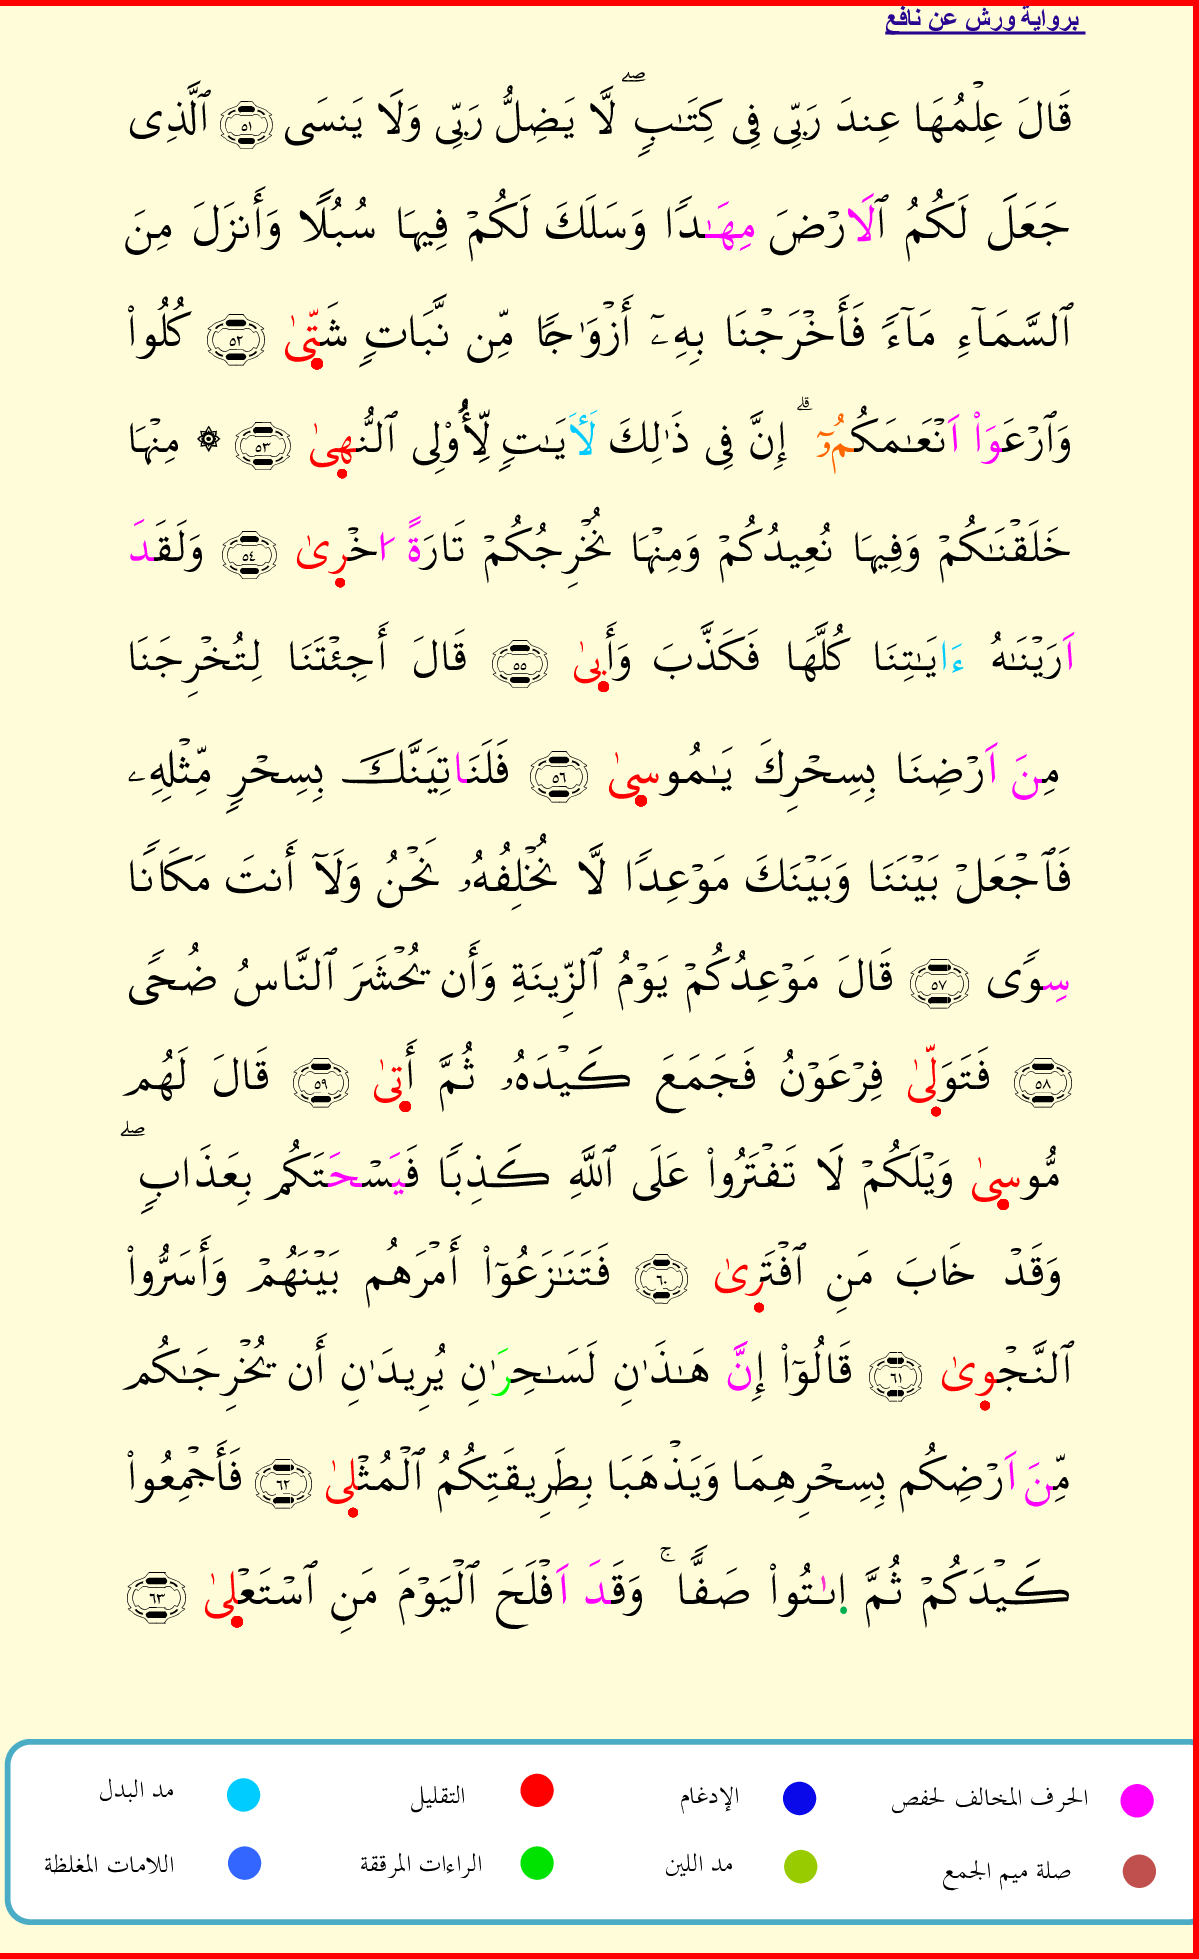 برواية ورش عن نافع
قَالَ عِلْمُهَا عِندَ رَبِّى فِى كِتَٰبٍۖ لَّا يَضِلُّ رَبِّى وَلَا يَنسَى ٥١ ٱلَّذِى
جَعَلَ لَكُمُ ٱلَارْضَ مِهَٰدًا وَسَلَكَ لَكُمْ فِيهَا سُبُلًا وَأَنزَلَ مِنَ
ٱلسَّمَآءِ مَآءً فَأَخْرَجْنَا بِهِۦٓ أَزْوَٰجًا مِّن نَّبَاتٍ شَتّ۪ىٰ ٥٢ كُلُوا۟
وَٱرْعَوَا۟ اَنْعَٰمَكُمُۥٓۗ إِنَّ فِى ذَٰلِكَ لَأَيَٰتٍ لِّأُو۟لِى ٱلنُّه۪ىٰ ٥٣ ۞ مِنْهَا
خَلَقْنَٰكُمْ وَفِيهَا نُعِيدُكُمْ وَمِنْهَا نُخْرِجُكُمْ تَارَةً اَخْر۪ىٰ ٥٤ وَلَقَدَ
اَرَيْنَٰهُ ءَايَٰتِنَا كُلَّهَا فَكَذَّبَ وَأَب۪ىٰ ٥٥ قَالَ أَجِئْتَنَا لِتُخْرِجَنَا
مِنَ اَرْضِنَا بِسِحْرِكَ يَٰمُوس۪ىٰ ٥٦ فَلَنَاتِيَنَّكَ بِسِحْرٍ مِّثْلِهِۦ
فَٱجْعَلْ بَيْنَنَا وَبَيْنَكَ مَوْعِدًا لَّا نُخْلِفُهُۥ نَحْنُ وَلَآ أَنتَ مَكَانًا
سِوًى ٥٧ قَالَ مَوْعِدُكُمْ يَوْمُ ٱلزِّينَةِ وَأَن يُحْشَرَ ٱلنَّاسُ ضُحًى
٥٨ فَتَوَلّ۪ىٰ فِرْعَوْنُ فَجَمَعَ كَيْدَهُۥ ثُمَّ أَت۪ىٰ ٥٩ قَالَ لَهُم
مُّوس۪ىٰ وَيْلَكُمْ لَا تَفْتَرُوا۟ عَلَى ٱللَّهِ كَذِبًا فَيَسْحَتَكُم بِعَذَابٍۖ
وَقَدْ خَابَ مَنِ ٱفْتَر۪ىٰ ٦٠ فَتَنَٰزَعُوٓا۟ أَمْرَهُم بَيْنَهُمْ وَأَسَرُّوا۟
ٱلنَّجْو۪ىٰ ٦١ قَالُوٓا۟ إِنَّ هَٰذَٰنِ لَسَٰحِرَٰنِ يُرِيدَٰنِ أَن يُخْرِجَٰكُم
مِّنَ اَرْضِكُم بِسِحْرِهِمَا وَيَذْهَبَا بِطَرِيقَتِكُمُ ٱلْمُثْل۪ىٰ ٦٢ فَأَجْمِعُوا۟
كَيْدَكُمْ ثُمَّ اِىتُوا۟ صَفًّاۚ وَقَدَ اَفْلَحَ ٱلْيَوْمَ مَنِ ٱسْتَعْل۪ىٰ ٦٣
الحرف المخالف لحفص الإدغام التقليل مد البدل
صلة ميم الجمع مد اللين الراءات المرققة اللامات المغلظة